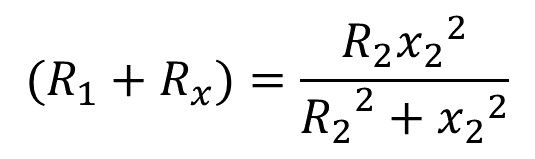 (R₁ + Rₓ) = R₂x₂² / (R₂² + x₂²)